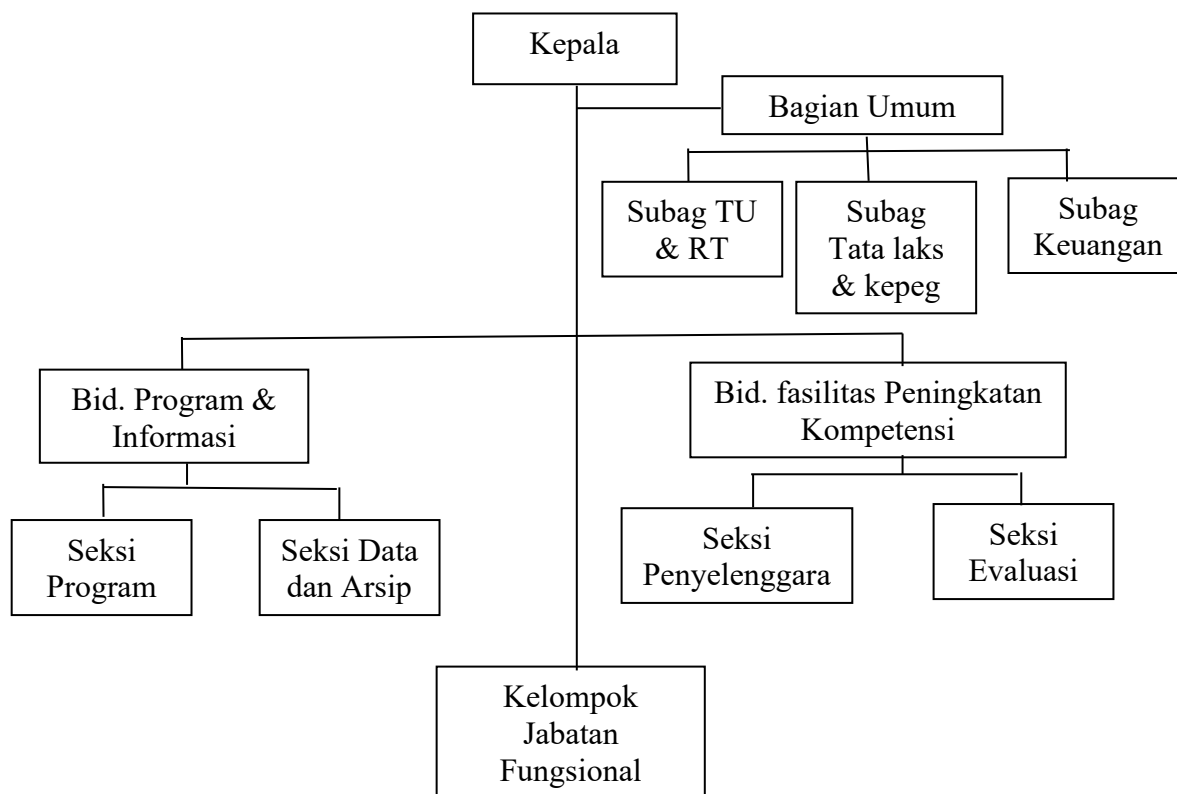 Kepala
Bagian Umum
Subag TU
& RT
Subag
Tata laks
& kepeg
Subag
Keuangan
Bid. Program &
Informasi
Bid. fasilitas Peningkatan
Kompetensi
Seksi
Program
Seksi Data
dan Arsip
Seksi
Penyelenggara
Seksi
Evaluasi
Kelompok
Jabatan
Fungsional